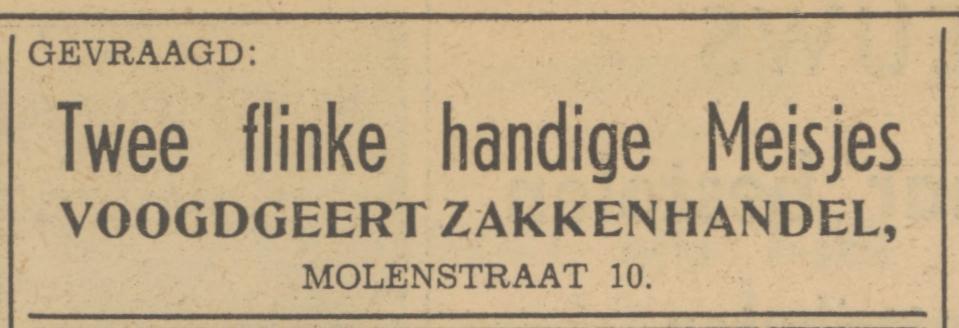 GEVRAAGD:
Twee flinke handige Meisjes
VOOGDGEERT ZAKKENHANDEL,
MOLENSTRAAT 10.